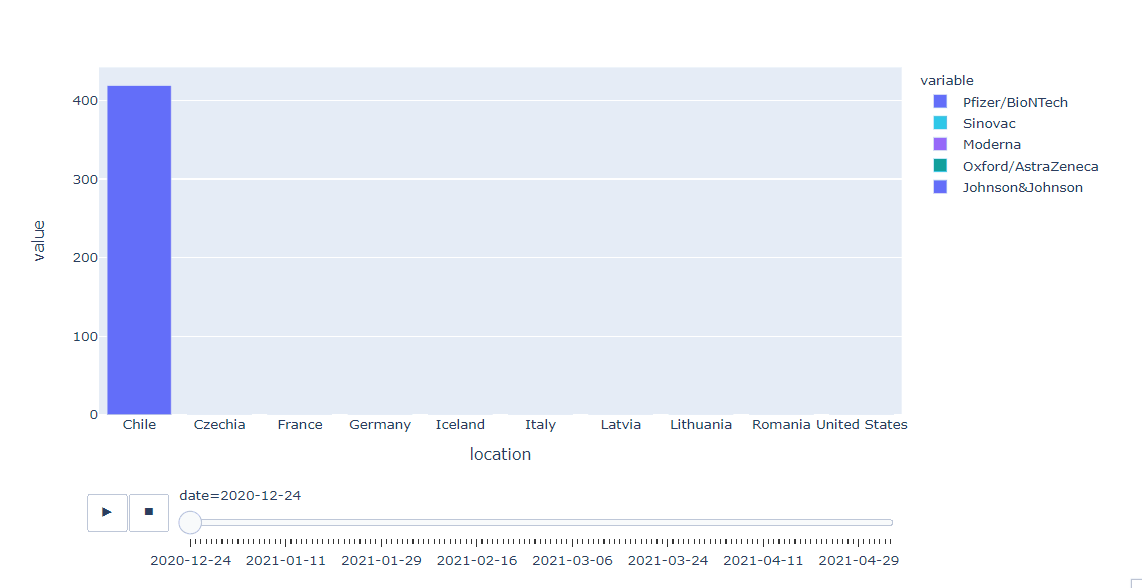 variable
Pfizer/BioNTech
Sinovac
Moderna
Oxford/AstraZeneca
Johnson&Johnson
value
400
300
200
100
0
Chile Czechia France Germany Iceland Italy Latvia Lithuania Romania United States
location
date=2020-12-24
2020-12-24 2021-01-11 2021-01-29 2021-02-16 2021-03-06 2021-03-24 2021-04-11 2021-04-29